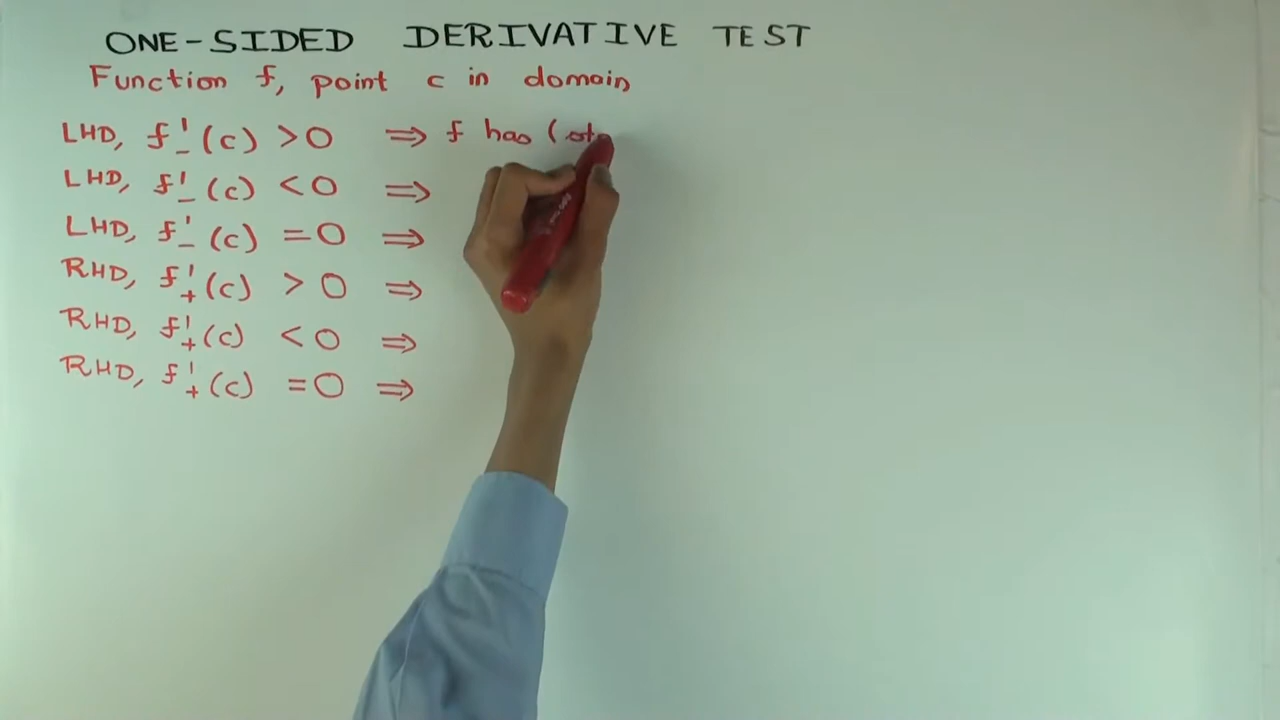 ONE-SIDED DERIVATIVE TEST
Function f, point c in domain
LHD, f'₋(c) > 0 ⇒ f has (st
LHD, f'₋(c) < 0 ⇒
LHD, f'₋(c) = 0 ⇒
RHD, f'₊(c) > 0 ⇒
RHD, f'₊(c) < 0 ⇒
RHD, f'₊(c) = 0 ⇒